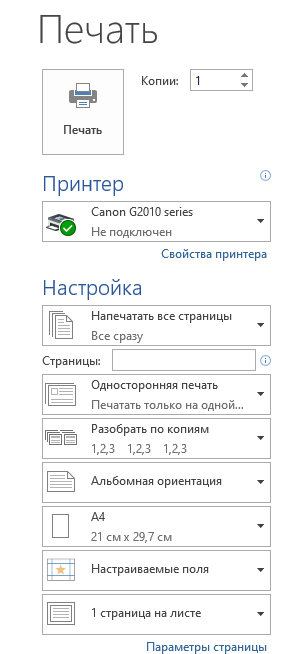 Печать
Копии: 1
Печать
Принтер
Canon G2010 series
Не подключен
Свойства принтера
Настройка
Напечатать все страницы
Все сразу
Страницы:
Односторонняя печать
Печатать только на одной...
Разобрать по копиям
1,2,3 1,2,3 1,2,3
Альбомная ориентация
A4
21 см x 29,7 см
Настраиваемые поля
1 страница на листе
Параметры страницы